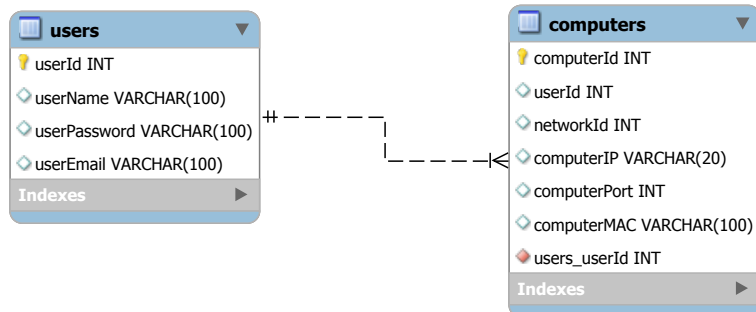 users
userId INT
userName VARCHAR(100)
userPassword VARCHAR(100)
userEmail VARCHAR(100)
Indexes
computers
computerId INT
userId INT
networkId INT
computerIP VARCHAR(20)
computerPort INT
computerMAC VARCHAR(100)
users_userId INT
Indexes